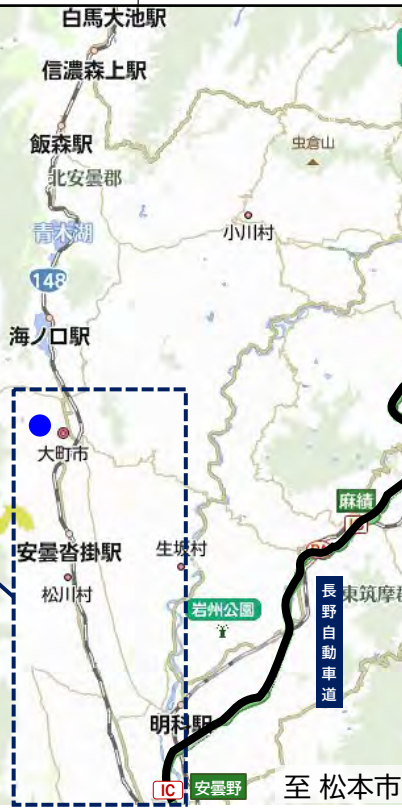 白馬大池駅
信濃森上駅
飯森駅
虫倉山
北安曇郡
小川村
青木湖
148
海ノ口駅
大町市
麻績
安曇沓掛駅
生坂村
松川村
岩州公園
長野自動車道
東筑摩郡
明科駅
IC
安曇野
至 松本市